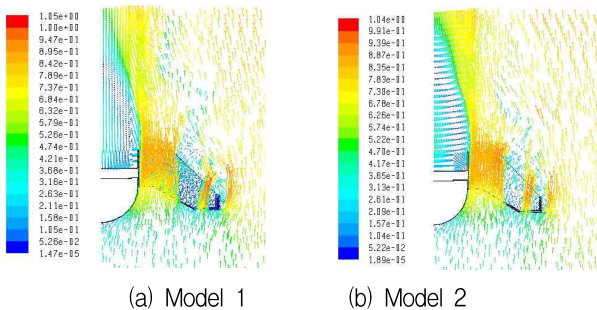 1.05e+00
1.00e+00
9.47e-01
8.95e-01
8.42e-01
7.89e-01
7.37e-01
6.84e-01
6.32e-01
5.79e-01
5.26e-01
4.74e-01
4.21e-01
3.68e-01
3.16e-01
2.63e-01
2.11e-01
1.58e-01
1.05e-01
5.26e-02
1.47e-05
1.04e+00
9.91e-01
9.39e-01
8.87e-01
8.35e-01
7.83e-01
7.30e-01
6.78e-01
6.26e-01
5.74e-01
5.22e-01
4.70e-01
4.17e-01
3.65e-01
3.13e-01
2.61e-01
2.09e-01
1.57e-01
1.04e-01
5.22e-02
1.89e-05
(a) Model 1
(b) Model 2